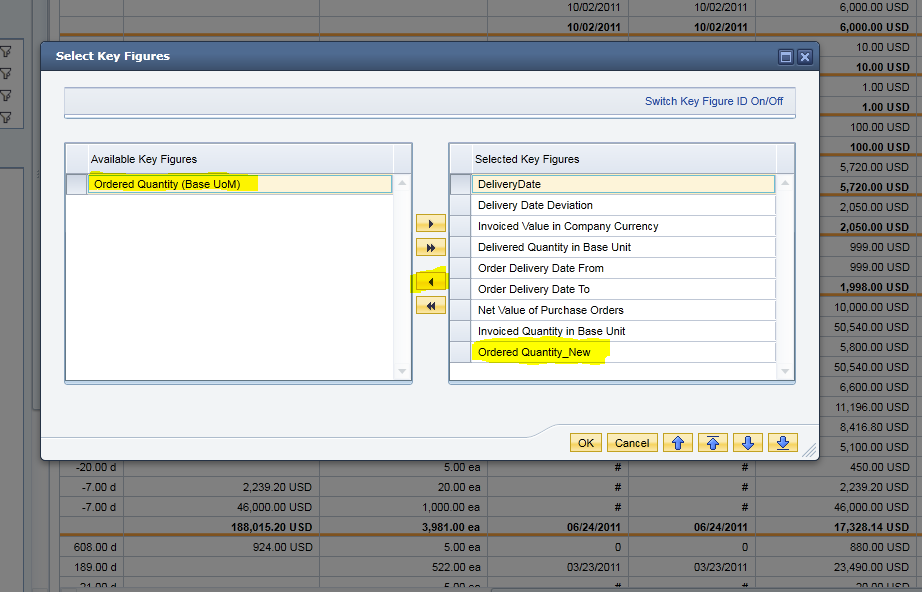 10/02/2011 10/02/2011 6,000.00 USD
10/02/2011 10/02/2011 6,000.00 USD
10.00 USD
Select Key Figures
10.00 USD
1.00 USD
Switch Key Figure ID On/Off
1.00 USD
100.00 USD
100.00 USD
Available Key Figures
Selected Key Figures
5,720.00 USD
Ordered Quantity (Base UoM)
DeliveryDate
5,720.00 USD
Delivery Date Deviation
2,050.00 USD
Invoiced Value in Company Currency
2,050.00 USD
Delivered Quantity in Base Unit
999.00 USD
Order Delivery Date From
999.00 USD
Order Delivery Date To
1,998.00 USD
Net Value of Purchase Orders
10,000.00 USD
Invoiced Quantity in Base Unit
50,540.00 USD
Ordered Quantity_New
5,800.00 USD
50,540.00 USD
6,600.00 USD
11,196.00 USD
8,416.80 USD
OK Cancel
5,100.00 USD
-20.00 d 5.00 ea # # 450.00 USD
-7.00 d 2,239.20 USD 20.00 ea # # 2,239.20 USD
-7.00 d 46,000.00 USD 1,000.00 ea # # 46,000.00 USD
188,015.20 USD 3,981.00 ea 06/24/2011 06/24/2011 17,328.14 USD
608.00 d 924.00 USD 5.00 ea 0 0 880.00 USD
189.00 d 522.00 ea 03/23/2011 03/23/2011 23,490.00 USD